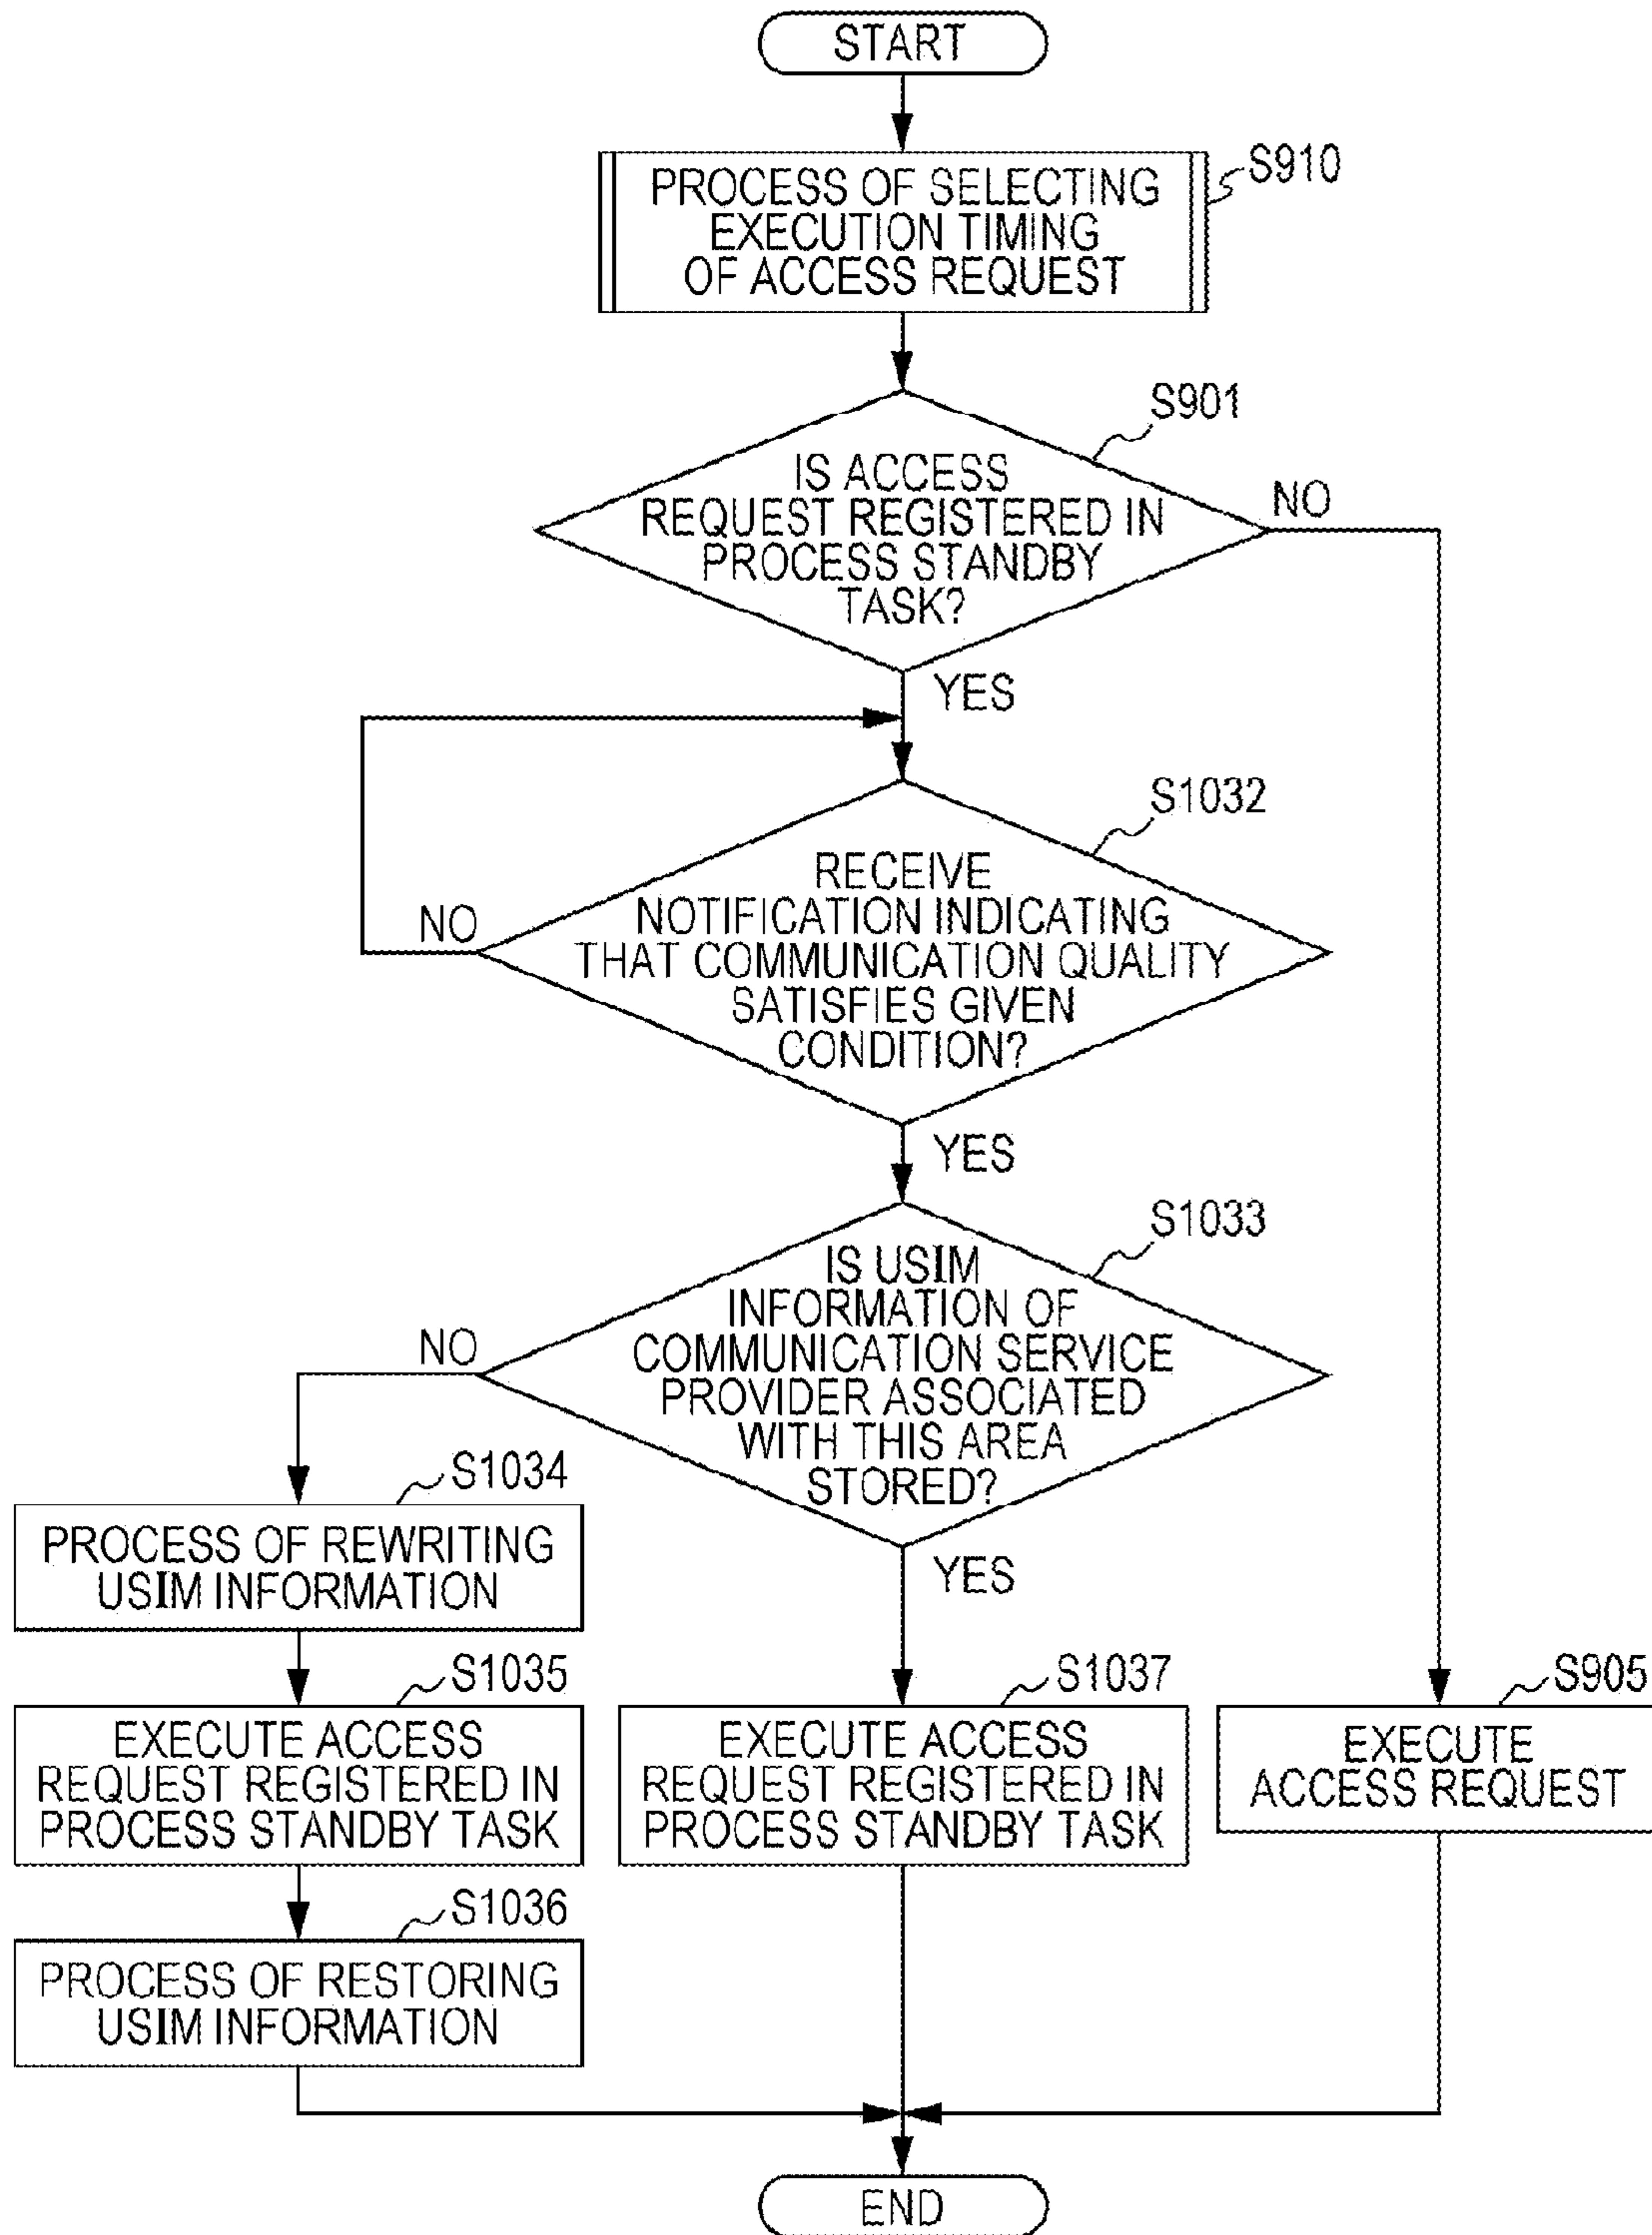 START
S910
PROCESS OF SELECTING
EXECUTION TIMING
OF ACCESS REQUEST
S901
IS ACCESS
REQUEST REGISTERED IN
PROCESS STANDBY
TASK?
NO
YES
S1032
RECEIVE
NOTIFICATION INDICATING
THAT COMMUNICATION QUALITY
SATISFIES GIVEN
CONDITION?
NO
YES
S1033
IS USIM
INFORMATION OF
COMMUNICATION SERVICE
PROVIDER ASSOCIATED
WITH THIS AREA
STORED?
NO
YES
S1034
PROCESS OF REWRITING
USIM INFORMATION
S1035
EXECUTE ACCESS
REQUEST REGISTERED IN
PROCESS STANDBY TASK
S1036
PROCESS OF RESTORING
USIM INFORMATION
S1037
EXECUTE ACCESS
REQUEST REGISTERED IN
PROCESS STANDBY TASK
S905
EXECUTE
ACCESS REQUEST
END